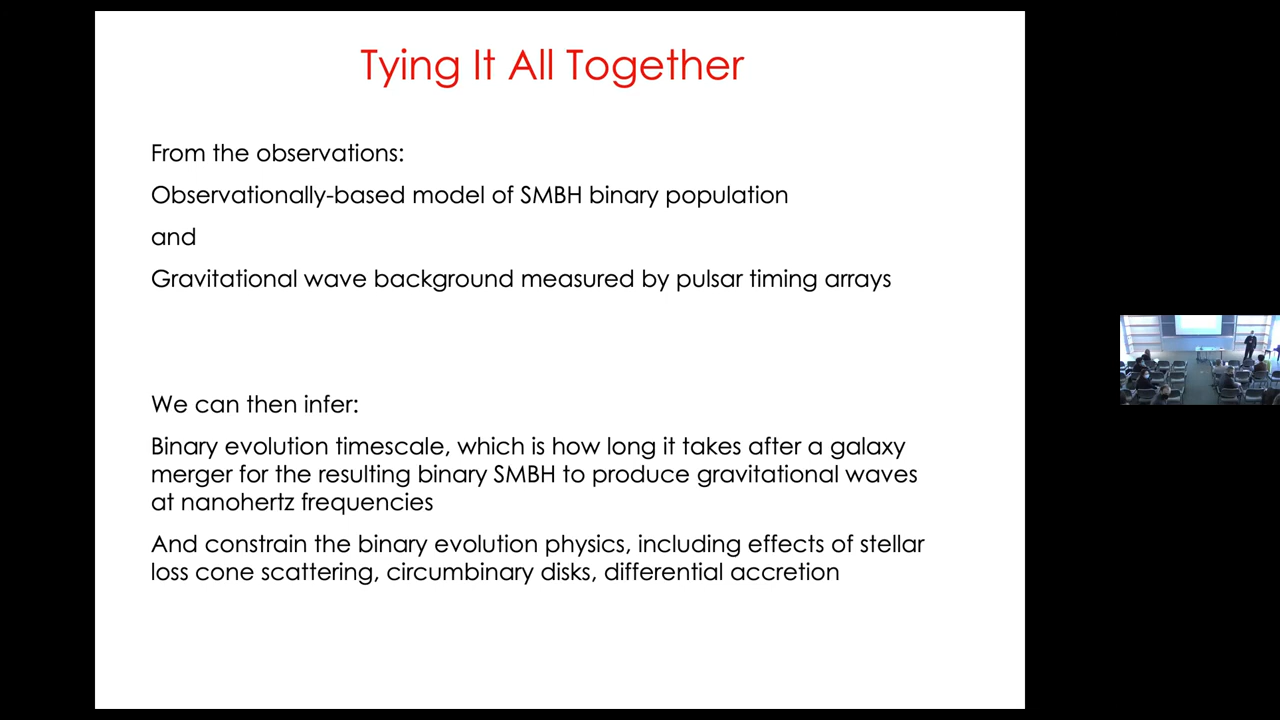 Tying It All Together
From the observations:
Observationally-based model of SMBH binary population
and
Gravitational wave background measured by pulsar timing arrays
We can then infer:
Binary evolution timescale, which is how long it takes after a galaxy
merger for the resulting binary SMBH to produce gravitational waves
at nanohertz frequencies
And constrain the binary evolution physics, including effects of stellar
loss cone scattering, circumbinary disks, differential accretion